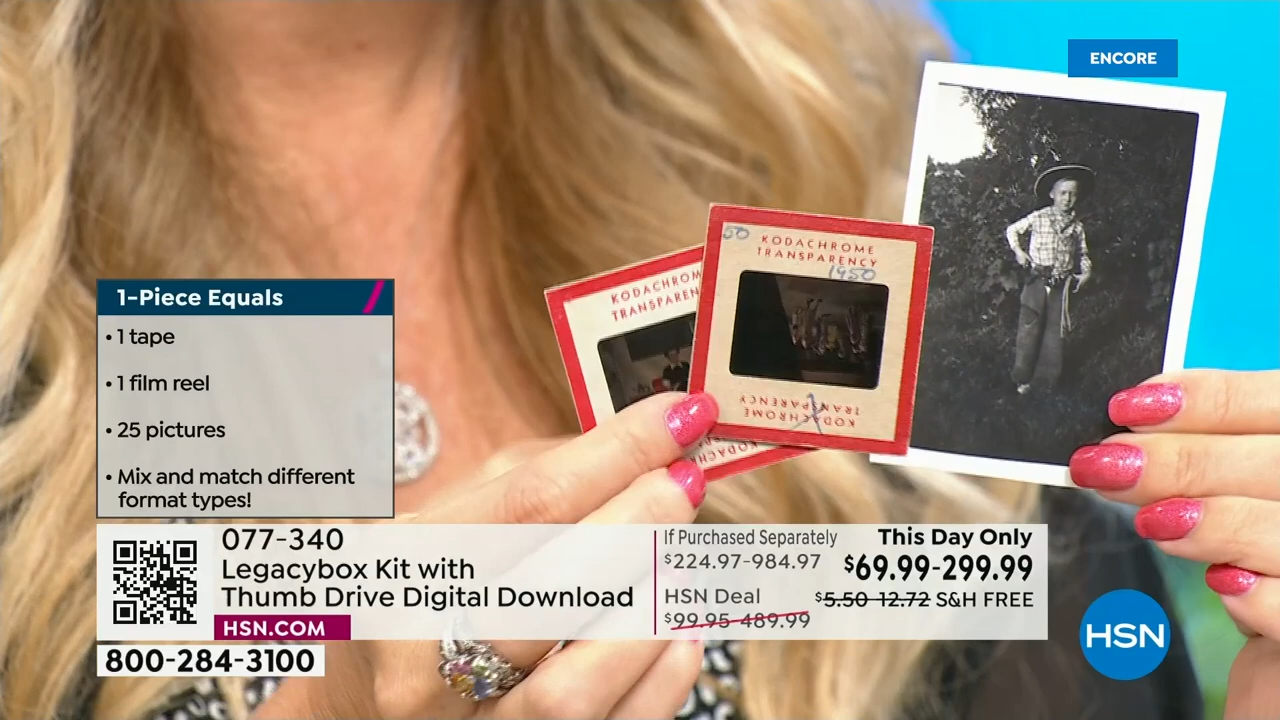 ENCORE
50 KODACHROME
TRANSPARENCY
1950
KODACHROME
TRANSPARENCY
KODACHROM
TRANSPAREN
1-Piece Equals
• 1 tape
• 1 film reel
• 25 pictures
• Mix and match different
format types!
077-340
Legacybox Kit with
Thumb Drive Digital Download
HSN.COM
800-284-3100
If Purchased Separately
$224.97-984.97
HSN Deal
$99.95-489.99
This Day Only
$69.99-299.99
$5.50-12.72 S&H FREE
HSN